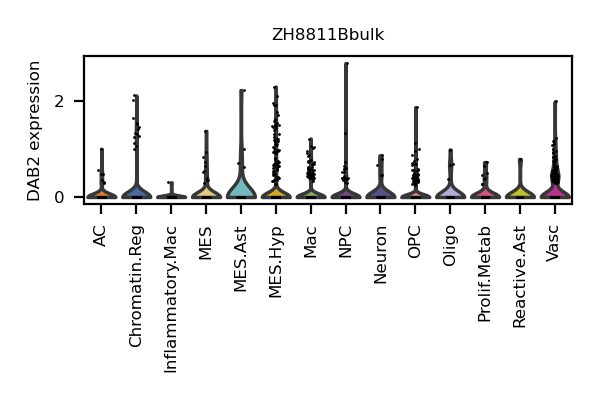 ZH8811Bbulk
DAB2 expression
2
0
AC
Chromatin.Reg
Inflammatory.Mac
MES
MES.Ast
MES.Hyp
Mac
NPC
Neuron
OPC
Oligo
Prolif.Metab
Reactive.Ast
Vasc